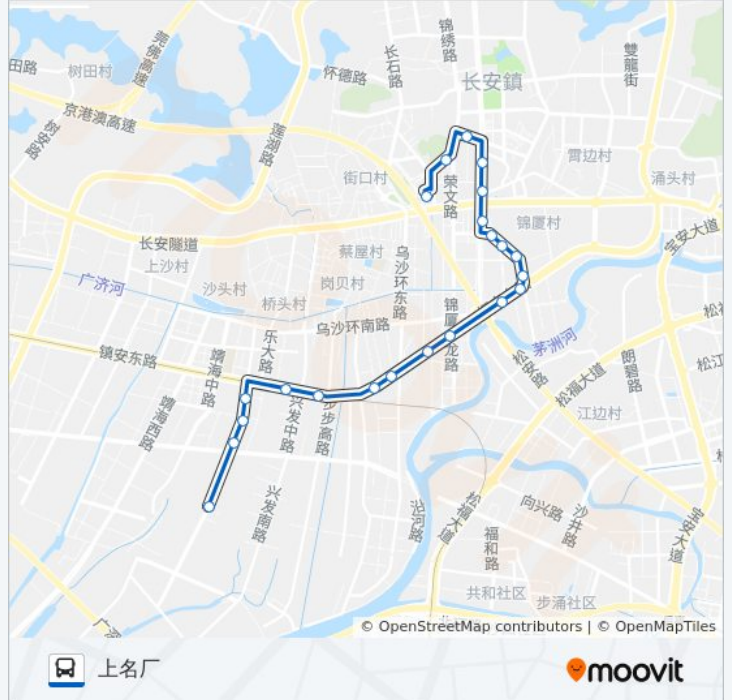 莞佛高速
锦绣路
长石路
雙龍街
田路
树田村
怀德路
长安鎮
京港澳高速
树安路
莲湖路
霄边村
街口村
荣文路
涌头村
锦厦村
宝安大道
长安隧道
蔡屋村
乌沙环东路
上沙村
广济河
沙头村
岗贝村
桥头村
锦厦
龙路
乌沙环南路
松
茅洲河
乐大路
镇安东路
靖海中路
松安路
朗碧路
松江
松福大道
靖海西路
兴发中路
步步高路
江边村
兴发南路
松福大道
向兴路
沙井路
宝安大道
福和路
共和社区
步涌社区
© OpenStreetMap contributors | © OpenMapTiles
上名厂
moovit